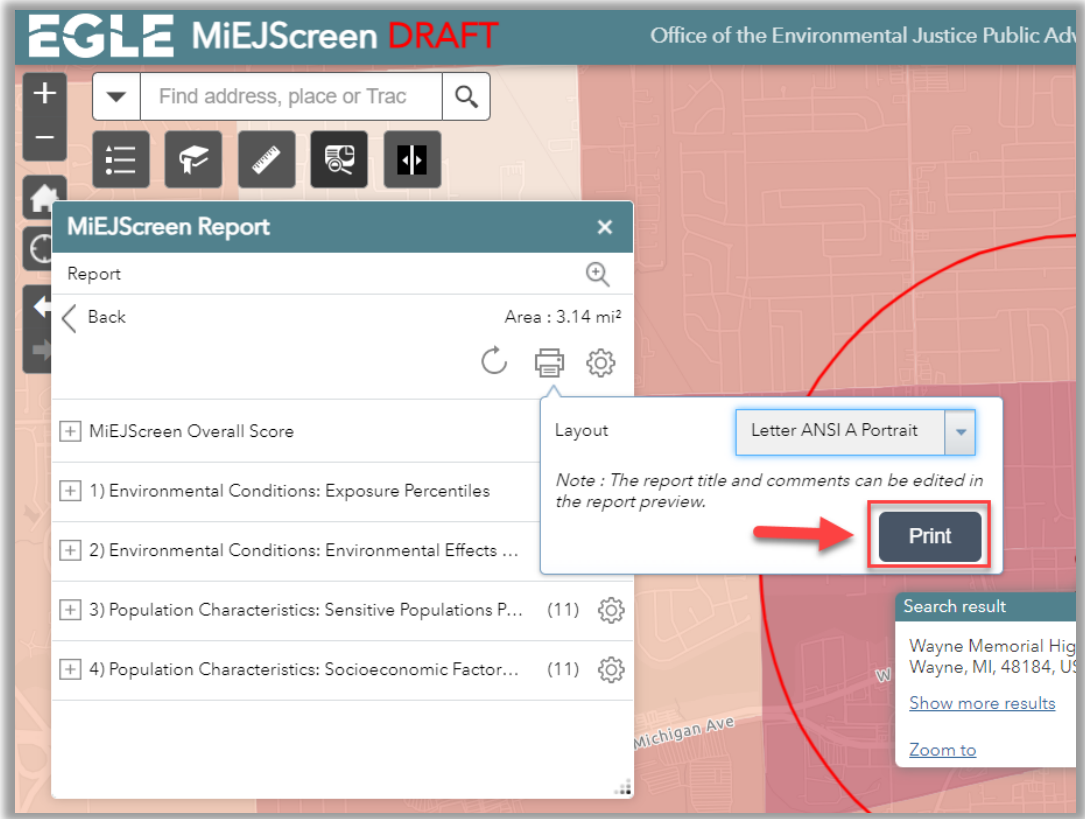 EGLE MiEJScreen DRAFT
Office of the Environmental Justice Public Adv
Find address, place or Trac
MiEJScreen Report
Report
Back
Area : 3.14 mi²
MiEJScreen Overall Score
1) Environmental Conditions: Exposure Percentiles
2) Environmental Conditions: Environmental Effects ...
3) Population Characteristics: Sensitive Populations P... (11)
4) Population Characteristics: Socioeconomic Factor... (11)
Layout
Letter ANSI A Portrait
Note : The report title and comments can be edited in
the report preview.
Print
Search result
Wayne Memorial Hig
Wayne, MI, 48184, US
Show more results
Zoom to
W
Michigan Ave